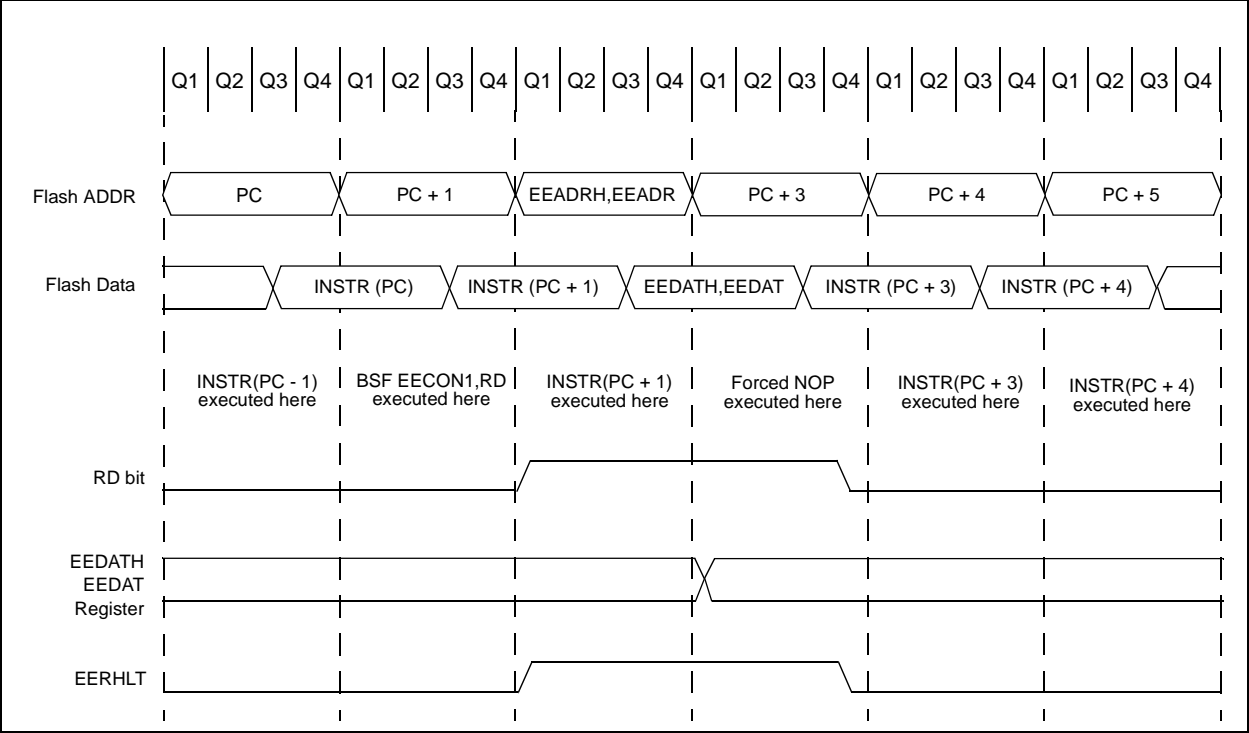 Q1 Q2 Q3 Q4 Q1 Q2 Q3 Q4 Q1 Q2 Q3 Q4 Q1 Q2 Q3 Q4 Q1 Q2 Q3 Q4 Q1 Q2 Q3 Q4
Flash ADDR PC PC + 1 EEADRH,EEADR PC + 3 PC + 4 PC + 5
Flash Data INSTR (PC) INSTR (PC + 1) EEDATH,EEDAT INSTR (PC + 3) INSTR (PC + 4)
INSTR(PC - 1) BSF EECON1,RD INSTR(PC + 1) Forced NOP INSTR(PC + 3) INSTR(PC + 4)
executed here executed here executed here executed here executed here executed here
RD bit
EEDATH
EEDAT
Register
EERHLT